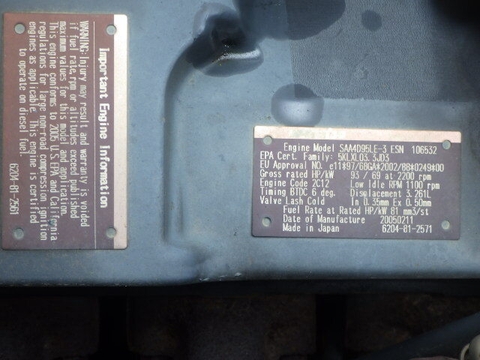 Important Engine Information
WARNING: Injury may result and warranty is voided
if fuel rate, rpm or altitudes exceed published
maximum values for this model and application.
This engine conforms to 2005 U.S.EPA and California
regulations for large nonroad compression ignition
engines as applicable. This engine is certified
to operate on diesel fuel.
6204-81-2561
Engine Model SAA4D95LE-3 ESN 106532
EPA Cert. Family: 5KLXL03.3JD3
EU Approval NO. e11#97/68GA#2002/88#0249#00
Gross rated HP/kW 93 / 69 at 2200 rpm
Engine Code 2C12 Low Idle RPM 1100 rpm
Timing BTDC 6 deg. Displacement 3.261L
Valve Lash Cold In 0.35mm Ex 0.50mm
Fuel Rate at Rated HP/kW 81 mm3/st
Date of Manufacture 20050211
Made in Japan 6204-81-2571